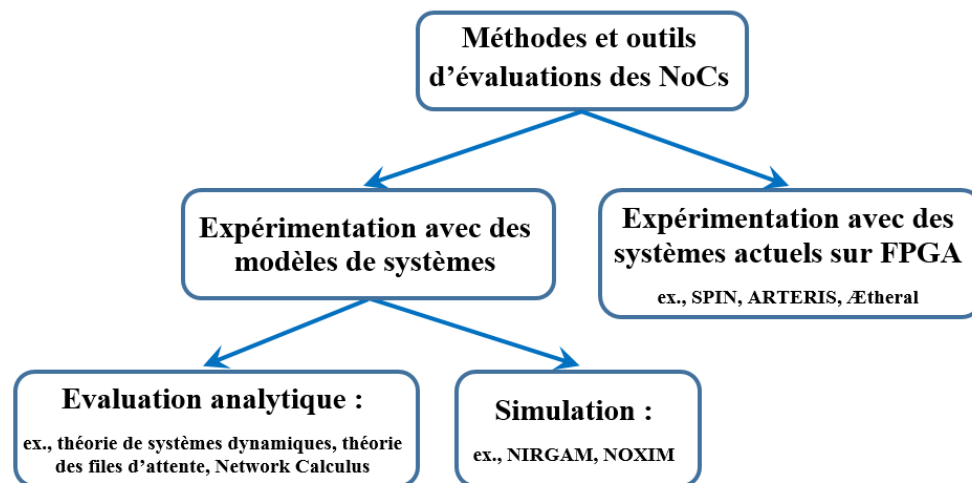 Méthodes et outils
d’évaluations des NoCs
Expérimentation avec des
modèles de systèmes
Expérimentation avec des
systèmes actuels sur FPGA
ex., SPIN, ARTERIS, Ætheral
Evaluation analytique :
ex., théorie de systèmes dynamiques, théorie
des files d’attente, Network Calculus
Simulation :
ex., NIRGAM, NOXIM